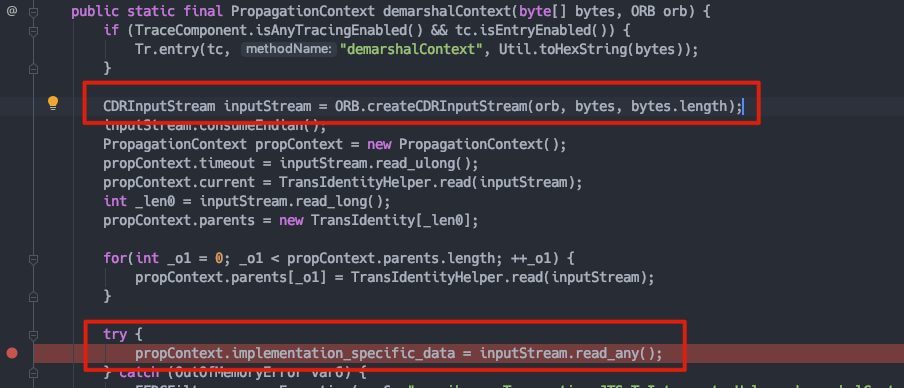 @ public static final PropagationContext demarshalContext(byte[] bytes, ORB orb) {
if (TraceComponent.isAnyTracingEnabled() && tc.isEntryEnabled()) {
Tr.entry(tc, methodName: "demarshalContext", Util.toHexString(bytes));
}
CDRInputStream inputStream = ORB.createCDRInputStream(orb, bytes, bytes.length);
inputStream.consumeEndian();
PropagationContext propContext = new PropagationContext();
propContext.timeout = inputStream.read_ulong();
propContext.current = TransIdentityHelper.read(inputStream);
int _len0 = inputStream.read_long();
propContext.parents = new TransIdentity[_len0];
for(int _o1 = 0; _o1 < propContext.parents.length; ++_o1) {
propContext.parents[_o1] = TransIdentityHelper.read(inputStream);
}
try {
propContext.implementation_specific_data = inputStream.read_any();
} catch (OutOfMemoryError var6) {